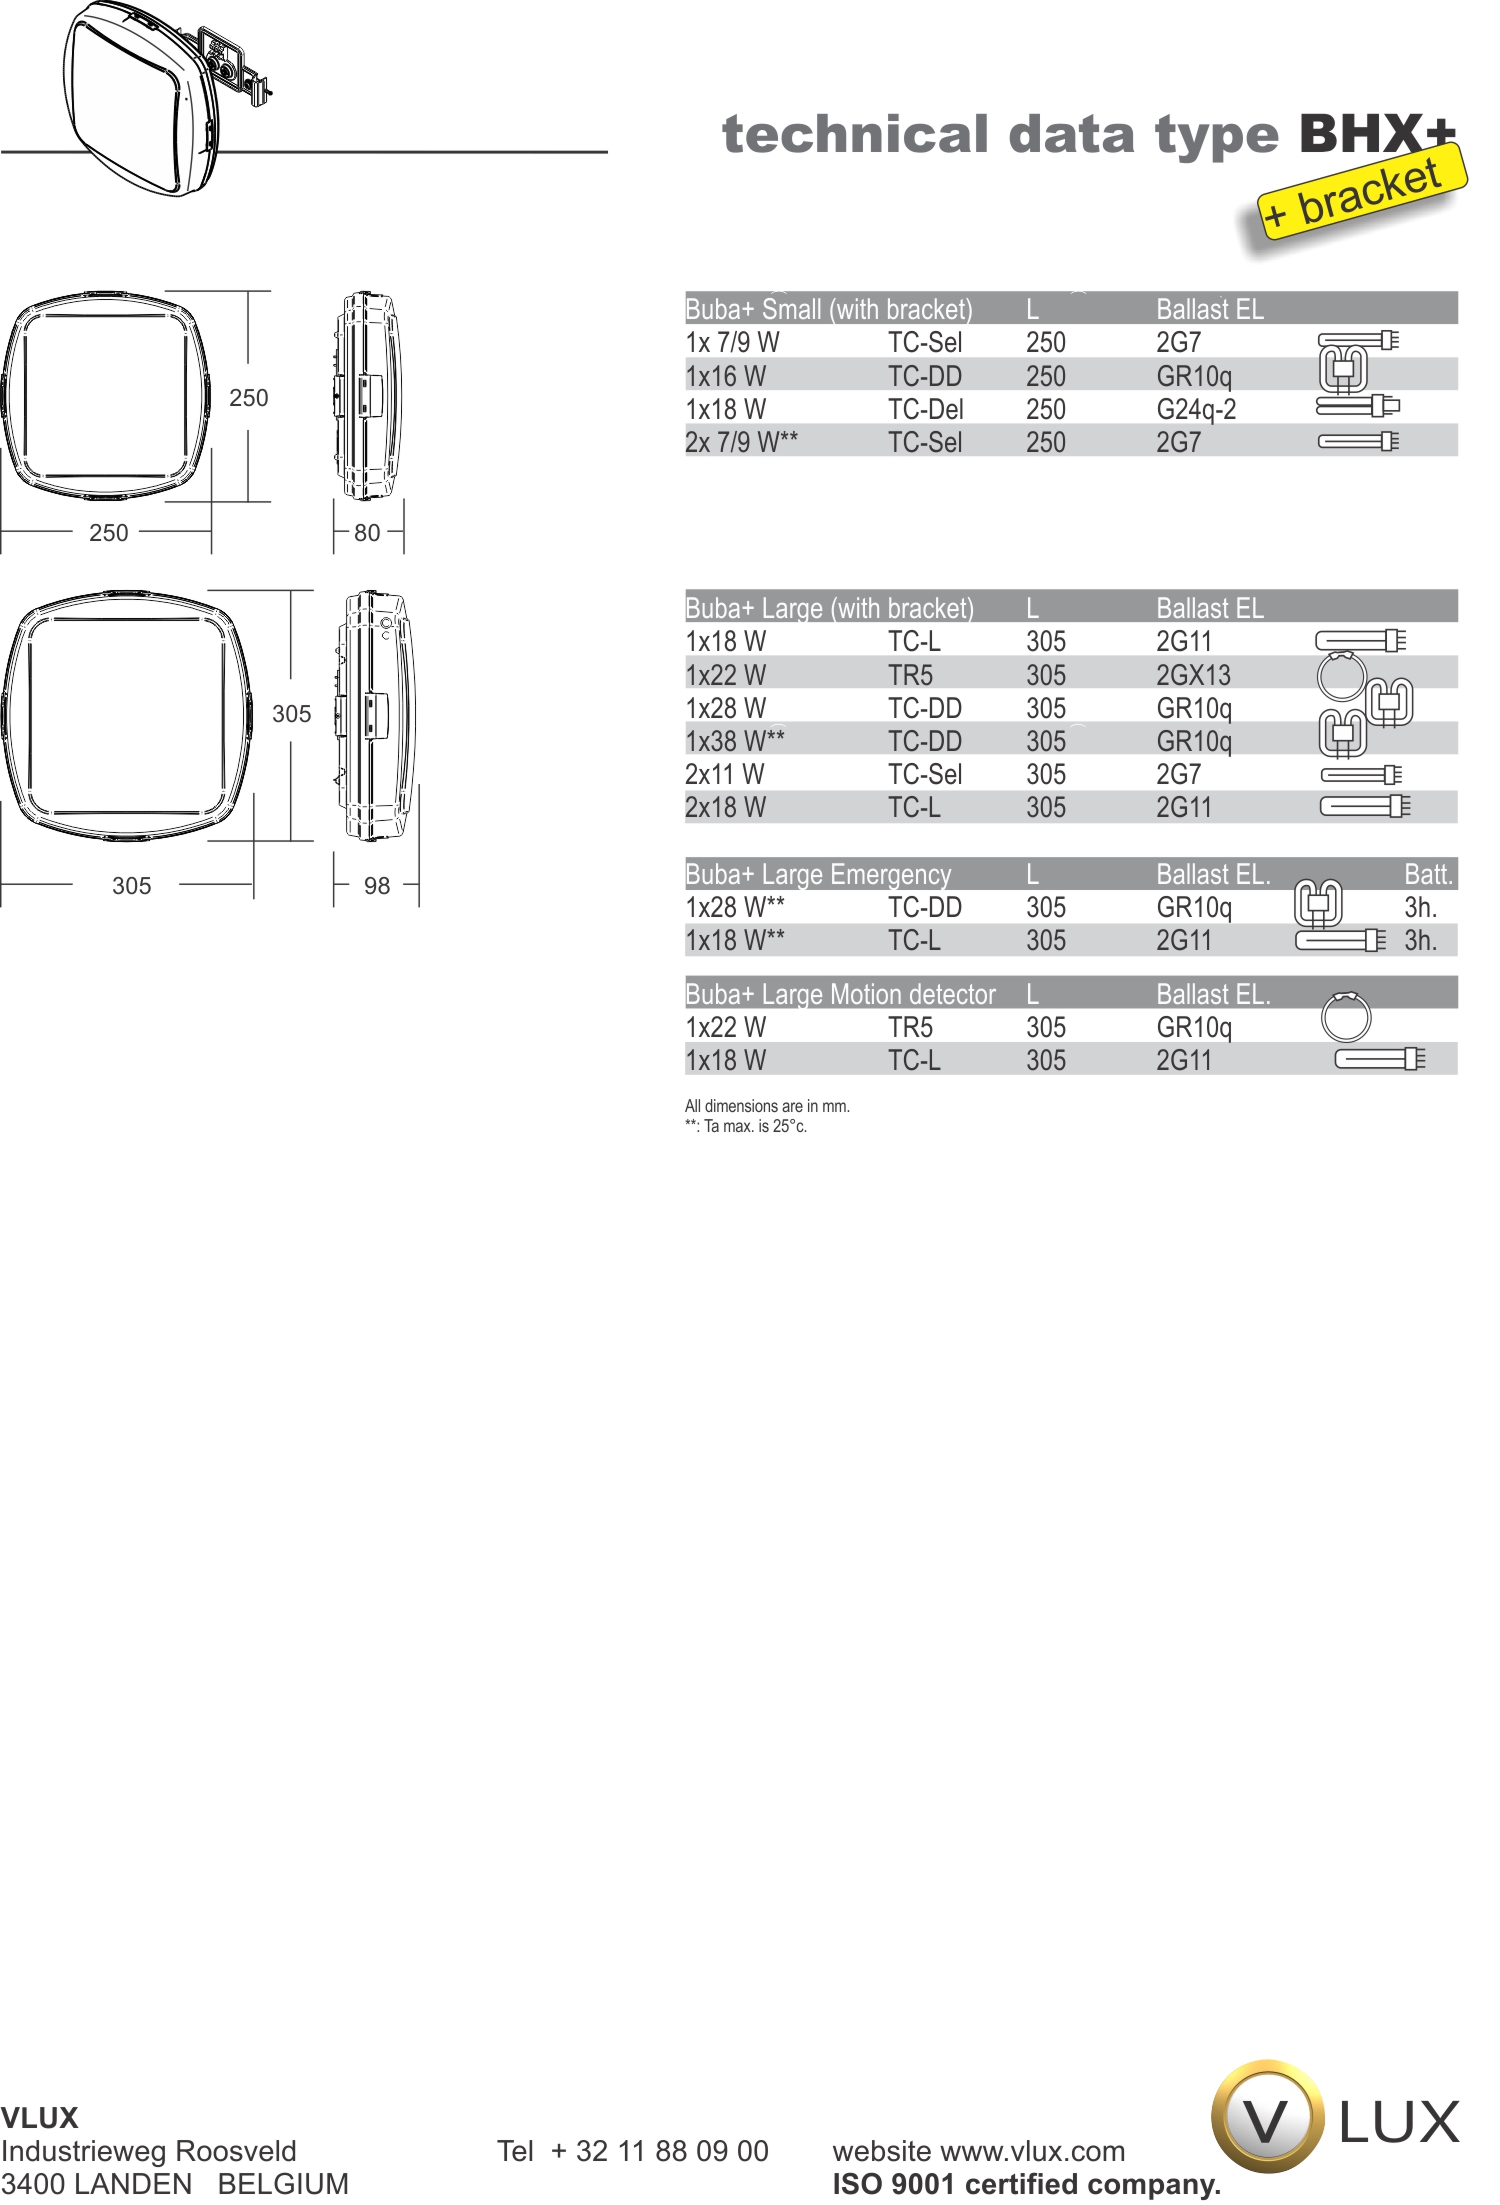 technical data type BHX+
+ bracket
250
250
80
Buba+ Small (with bracket) L Ballast EL
1x 7/9 W TC-Sel 250 2G7
1x16 W TC-DD 250 GR10q
1x18 W TC-Del 250 G24q-2
2x 7/9 W** TC-Sel 250 2G7
305
305
98
Buba+ Large (with bracket) L Ballast EL
1x18 W TC-L 305 2G11
1x22 W TR5 305 2GX13
1x28 W TC-DD 305 GR10q
1x38 W** TC-DD 305 GR10q
2x11 W TC-Sel 305 2G7
2x18 W TC-L 305 2G11
Buba+ Large Emergency L Ballast EL. Batt.
1x28 W** TC-DD 305 GR10q 3h.
1x18 W** TC-L 305 2G11 3h.
Buba+ Large Motion detector L Ballast EL.
1x22 W TR5 305 GR10q
1x18 W TC-L 305 2G11
All dimensions are in mm.
**: Ta max. is 25°c.
VLUX
Industrieweg Roosveld Tel + 32 11 88 09 00 website www.vlux.com
3400 LANDEN BELGIUM ISO 9001 certified company.
V LUX